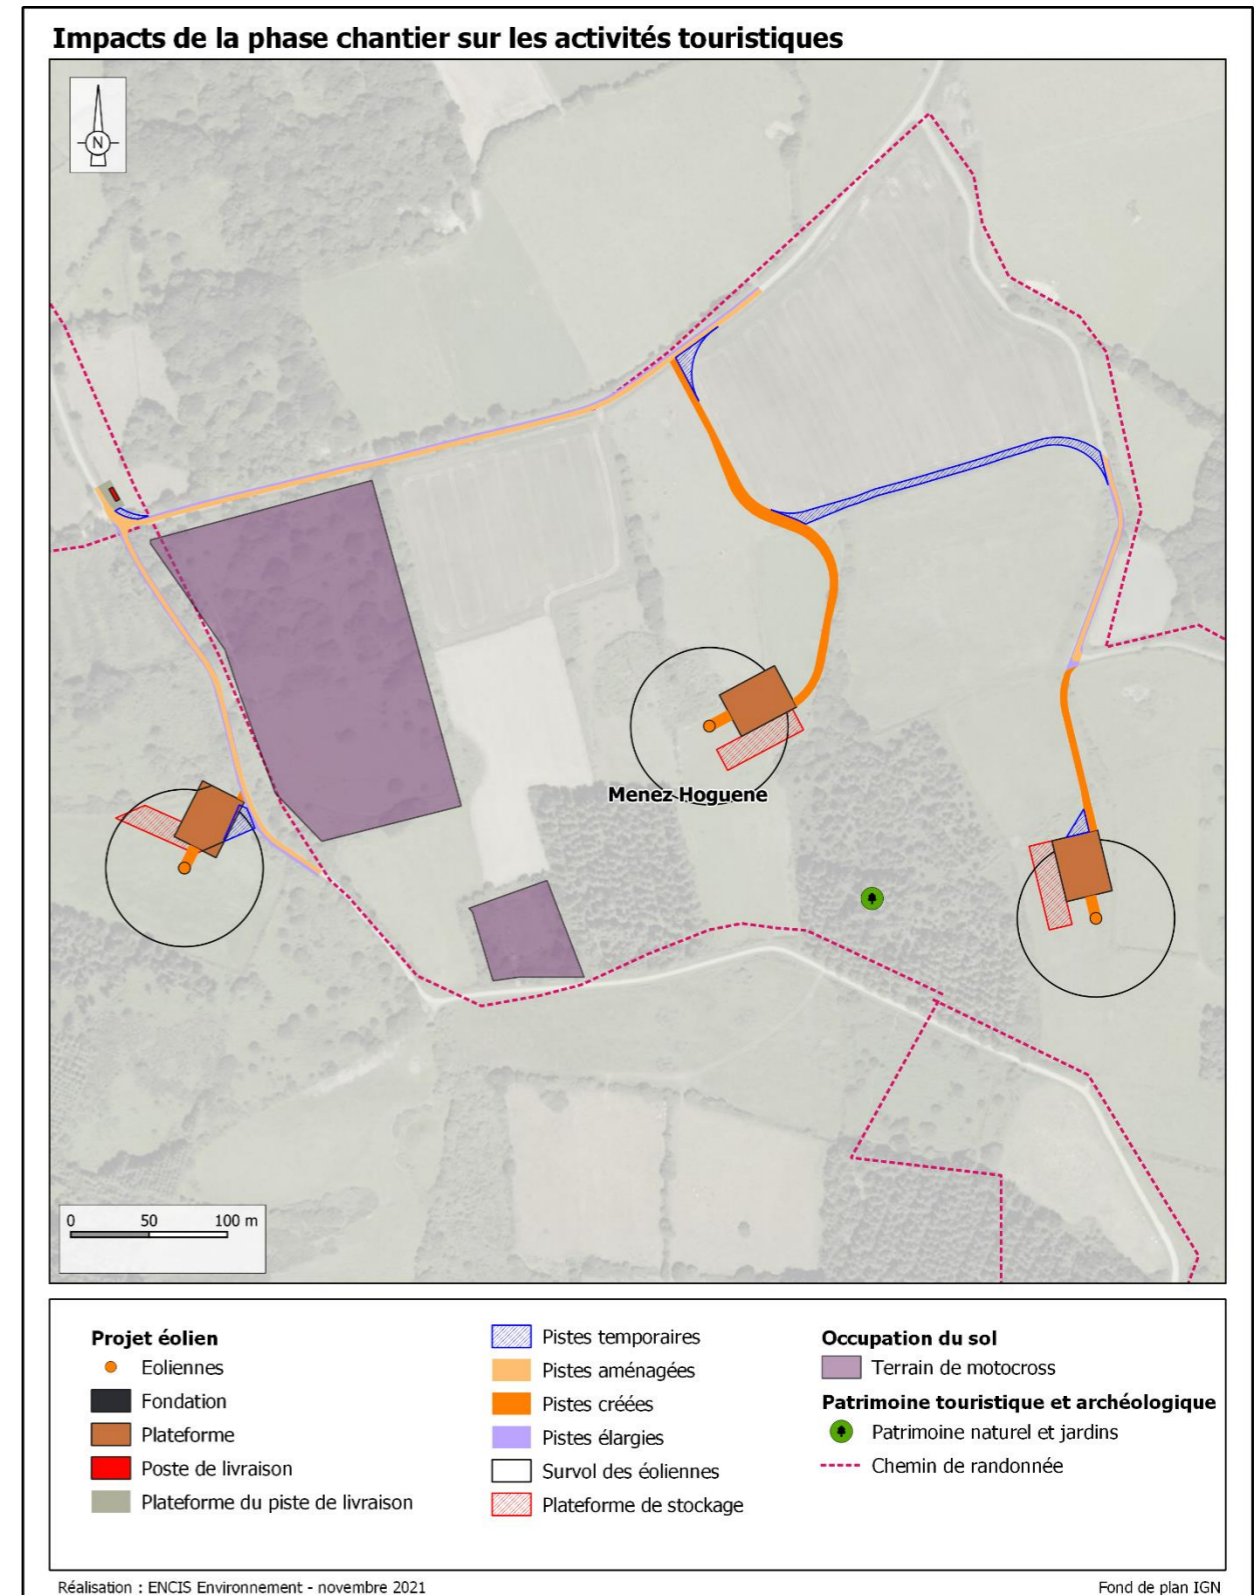 Impacts de la phase chantier sur les activités touristiques
N
Menez Hoguene
0 50 100 m
Projet éolien
Eoliennes
Fondation
Plateforme
Poste de livraison
Plateforme du piste de livraison
Pistes temporaires
Pistes aménagées
Pistes créées
Pistes élargies
Survol des éoliennes
Plateforme de stockage
Occupation du sol
Terrain de motocross
Patrimoine touristique et archéologique
Patrimoine naturel et jardins
Chemin de randonnée
Réalisation : ENCIS Environnement - novembre 2021
Fond de plan IGN